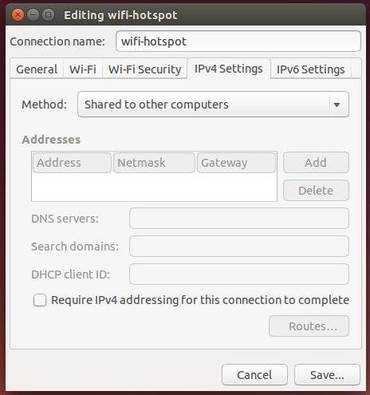 Editing wifi-hotspot
Connection name: wifi-hotspot
General Wi-Fi Wi-Fi Security IPv4 Settings IPv6 Settings
Method: Shared to other computers
Addresses
Address Netmask Gateway Add
Delete
DNS servers:
Search domains:
DHCP client ID:
Require IPv4 addressing for this connection to complete
Routes…
Cancel Save...